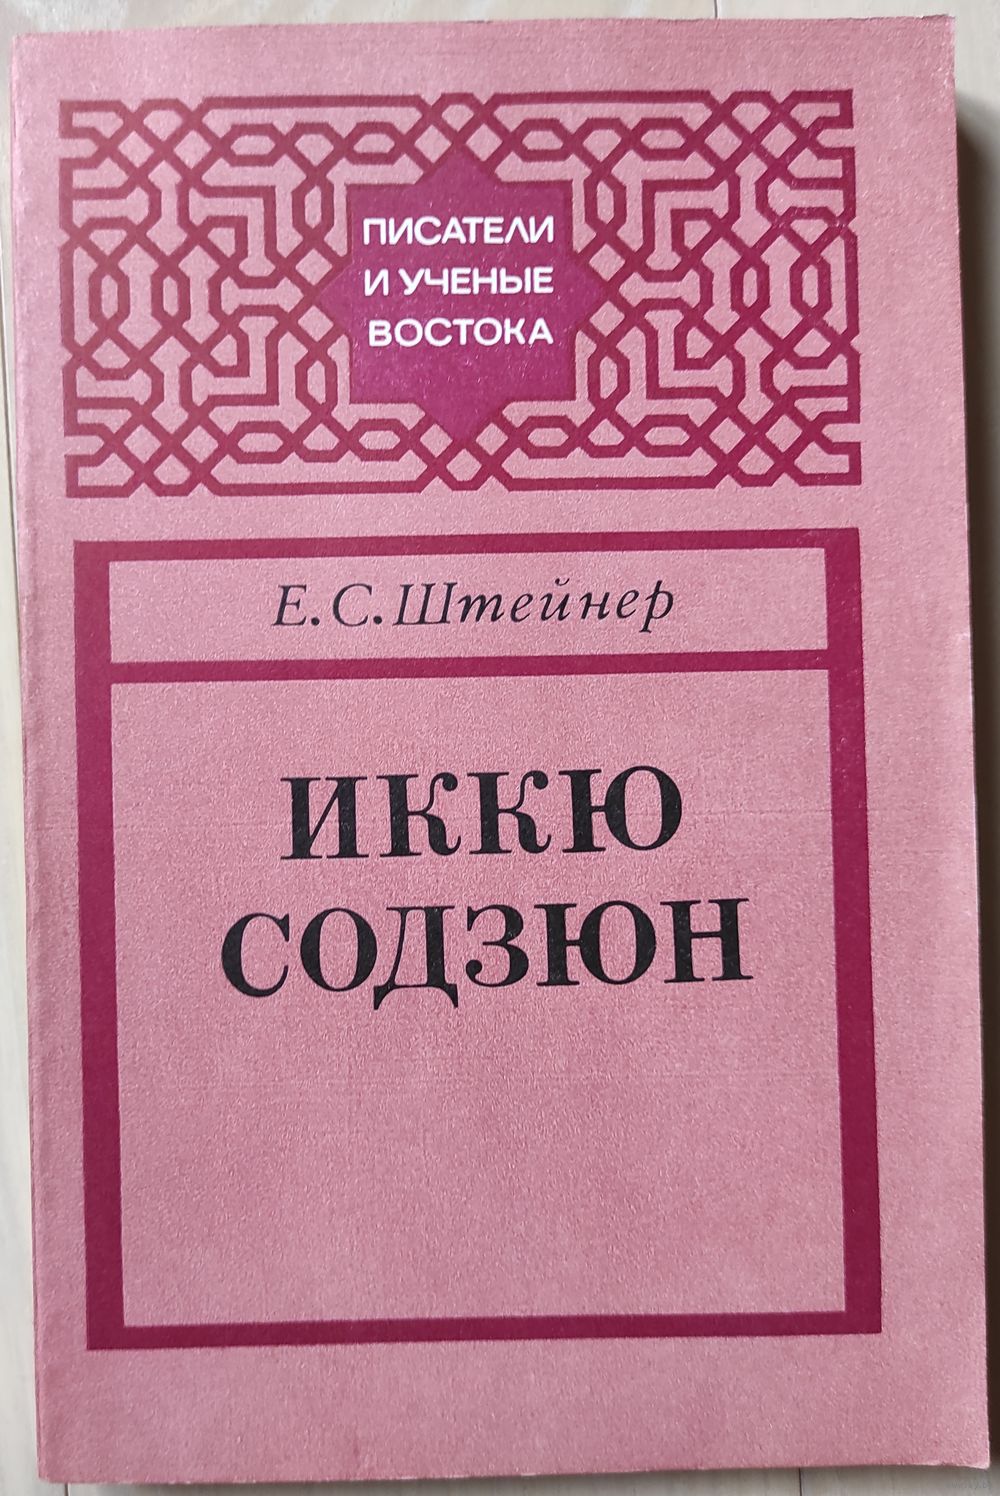 ПИСАТЕЛИ
И УЧЕНЫЕ
ВОСТОКА
Е.С.Штейнер
ИККЮ
СОДЗЮН